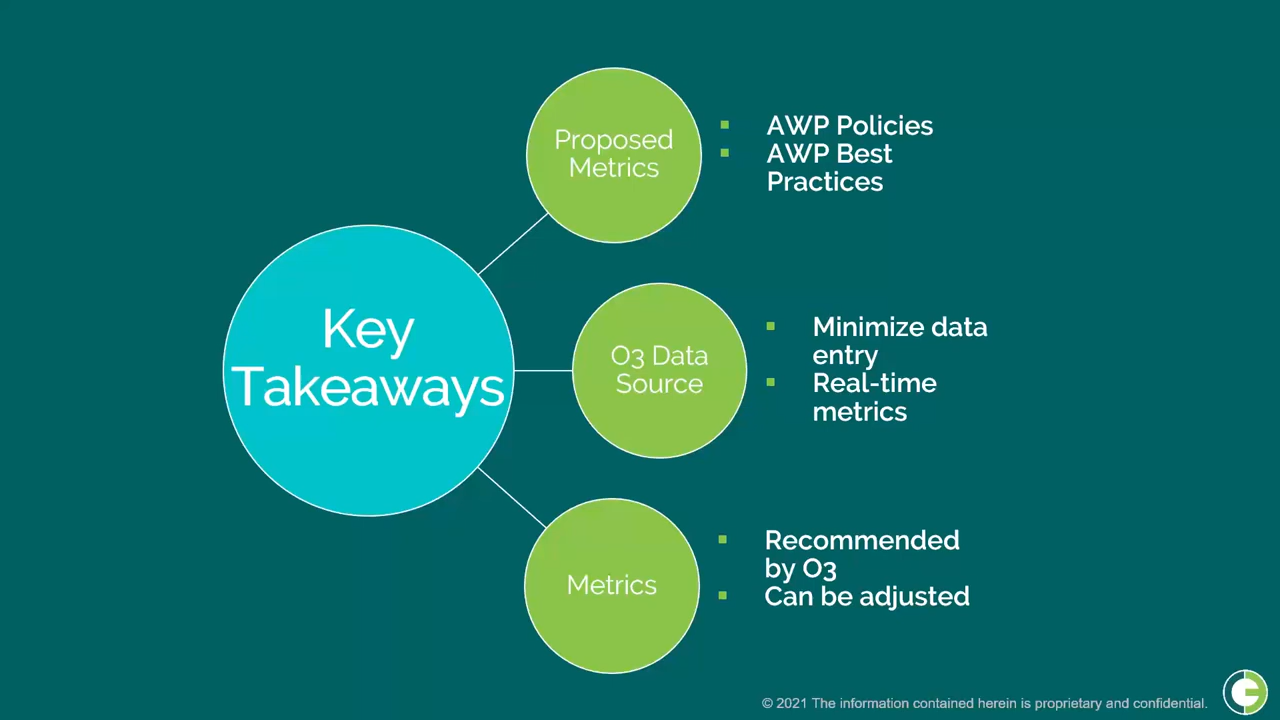 Key
Takeaways
Proposed
Metrics
AWP Policies
AWP Best
Practices
O3 Data
Source
Minimize data
entry
Real-time
metrics
Metrics
Recommended
by O3
Can be adjusted
© 2021 The information contained herein is proprietary and confidential.